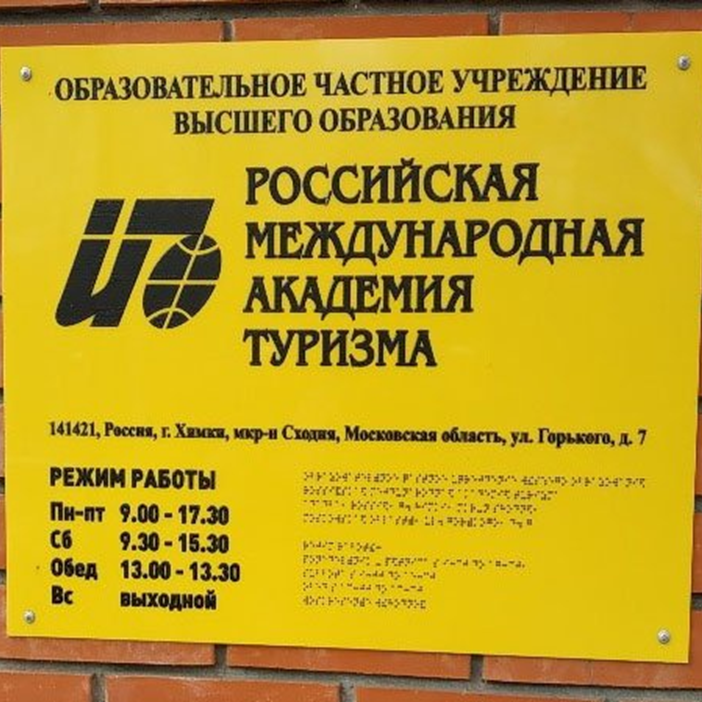 ОБРАЗОВАТЕЛЬНОЕ ЧАСТНОЕ УЧРЕЖДЕНИЕ
ВЫСШЕГО ОБРАЗОВАНИЯ
РОССИЙСКАЯ
МЕЖДУНАРОДНАЯ
АКАДЕМИЯ
ТУРИЗМА
141421, Россия, г. Химки, мкр-н Сходня, Московская область, ул. Горького, д. 7
РЕЖИМ РАБОТЫ
Пн-пт 9.00 - 17.30
Сб 9.30 - 15.30
Обед 13.00 - 13.30
Вс выходной